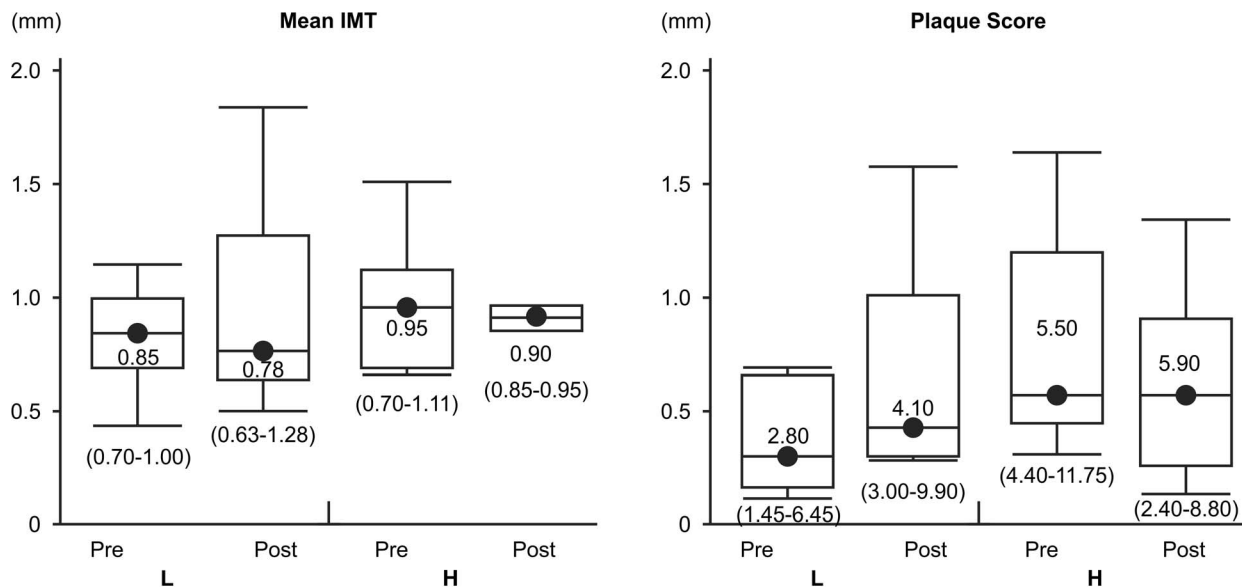 (mm)
Mean IMT
2.0
1.5
1.0
0.5
0
0.85
(0.70-1.00)
0.78
(0.63-1.28)
0.95
(0.70-1.11)
0.90
(0.85-0.95)
Pre
Post
Pre
Post
L
H
(mm)
Plaque Score
2.0
1.5
1.0
0.5
0
2.80
(1.45-6.45)
4.10
(3.00-9.90)
5.50
(4.40-11.75)
5.90
(2.40-8.80)
Pre
Post
Pre
Post
L
H